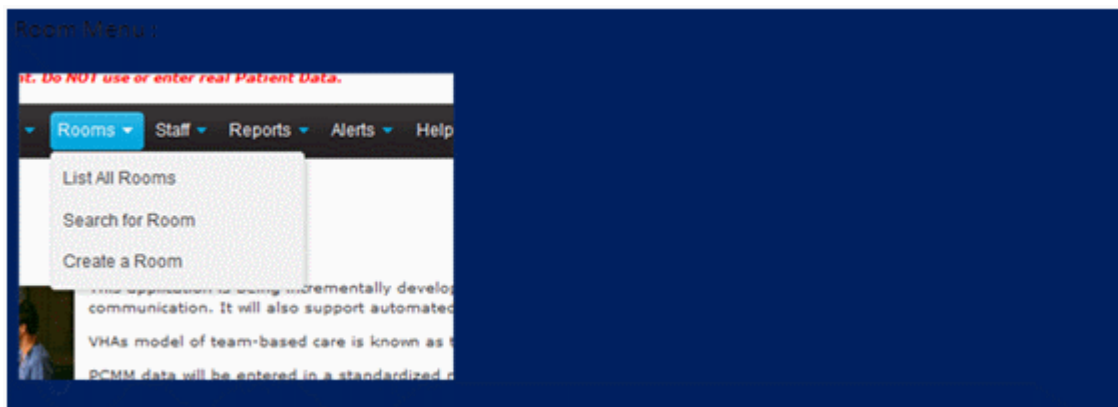 Room Menu :
nt. Do NOT use or enter real Patient Data.
Rooms Staff Reports Alerts Help
List All Rooms
Search for Room
Create a Room
This application is being incrementally develop
communication. It will also support automated
VHAs model of team-based care is known as t
PCMM data will be entered in a standardized